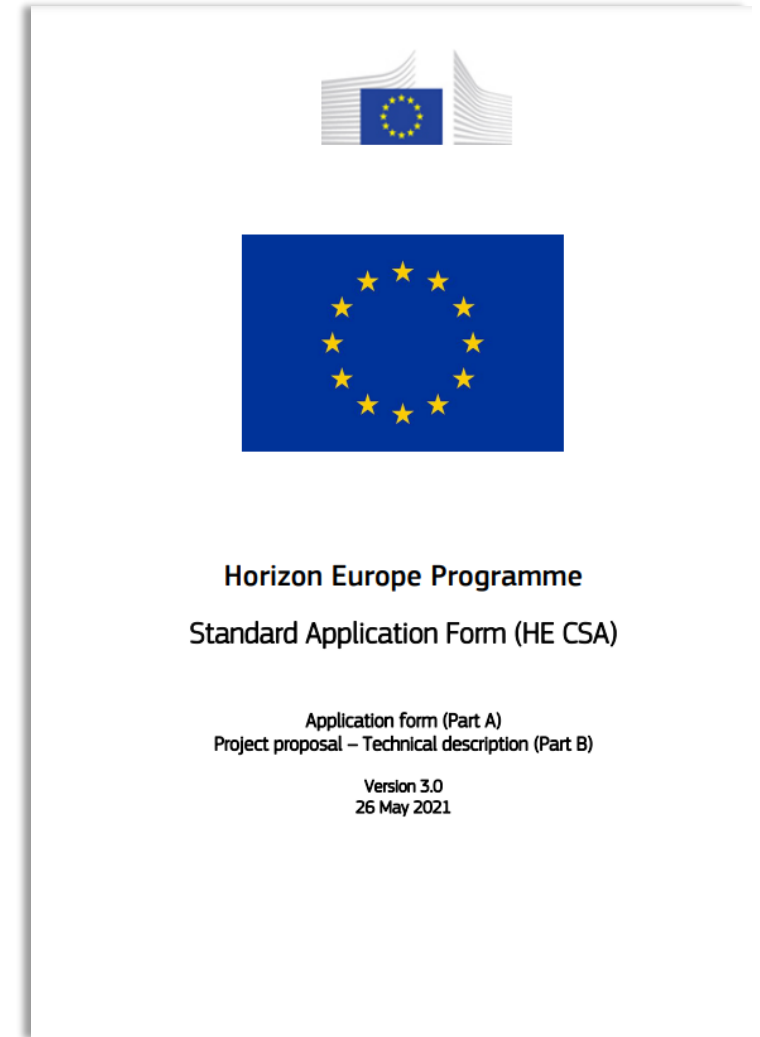 Horizon Europe Programme
Standard Application Form (HE CSA)
Application form (Part A)
Project proposal – Technical description (Part B)
Version 3.0
26 May 2021